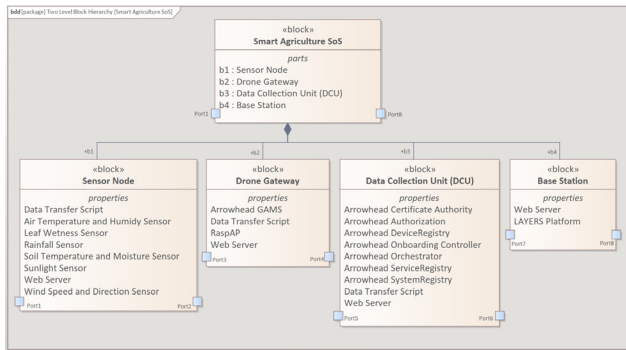 bdd [package] Two Level Block Hierarchy [Smart Agriculture SoS]
«block»
Smart Agriculture SoS
parts
b1 : Sensor Node
b2 : Drone Gateway
b3 : Data Collection Unit (DCU)
b4 : Base Station
Port1
Port8
+b1
+b2
+b3
+b4
«block»
Sensor Node
properties
Data Transfer Script
Air Temperature and Humidy Sensor
Leaf Wetness Sensor
Rainfall Sensor
Soil Temperature and Moisture Sensor
Sunlight Sensor
Web Server
Wind Speed and Direction Sensor
Port1
Port2
«block»
Drone Gateway
properties
Arrowhead GAMS
Data Transfer Script
RaspAP
Web Server
Port3
Port4
«block»
Data Collection Unit (DCU)
properties
Arrowhead Certificate Authority
Arrowhead Authorization
Arrowhead DeviceRegistry
Arrowhead Onboarding Controller
Arrowhead Orchestrator
Arrowhead ServiceRegistry
Arrowhead SystemRegistry
Data Transfer Script
Web Server
Port5
Port6
«block»
Base Station
properties
Web Server
LAYERS Platform
Port7
Port8